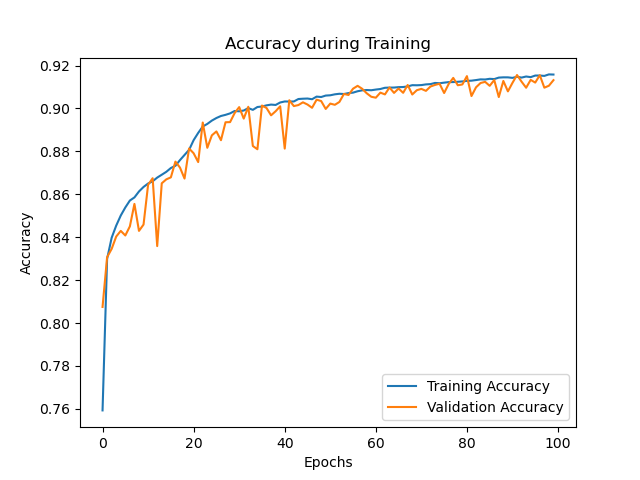 Accuracy during Training
0.92
0.90
0.88
0.86
0.84
0.82
0.80
0.78
0.76
Accuracy
0 20 40 60 80 100
Epochs
Training Accuracy
Validation Accuracy